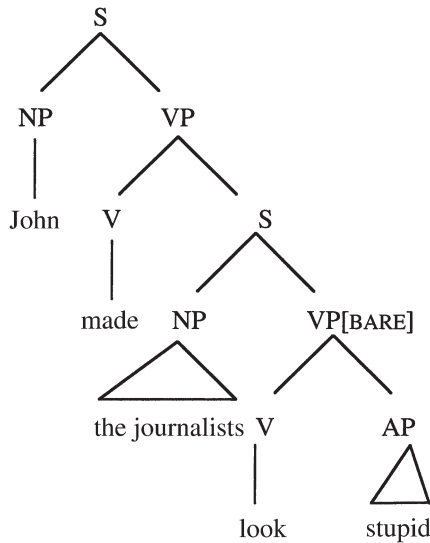 S
NP VP
John V S
made NP VP[BARE]
the journalists V AP
look stupid